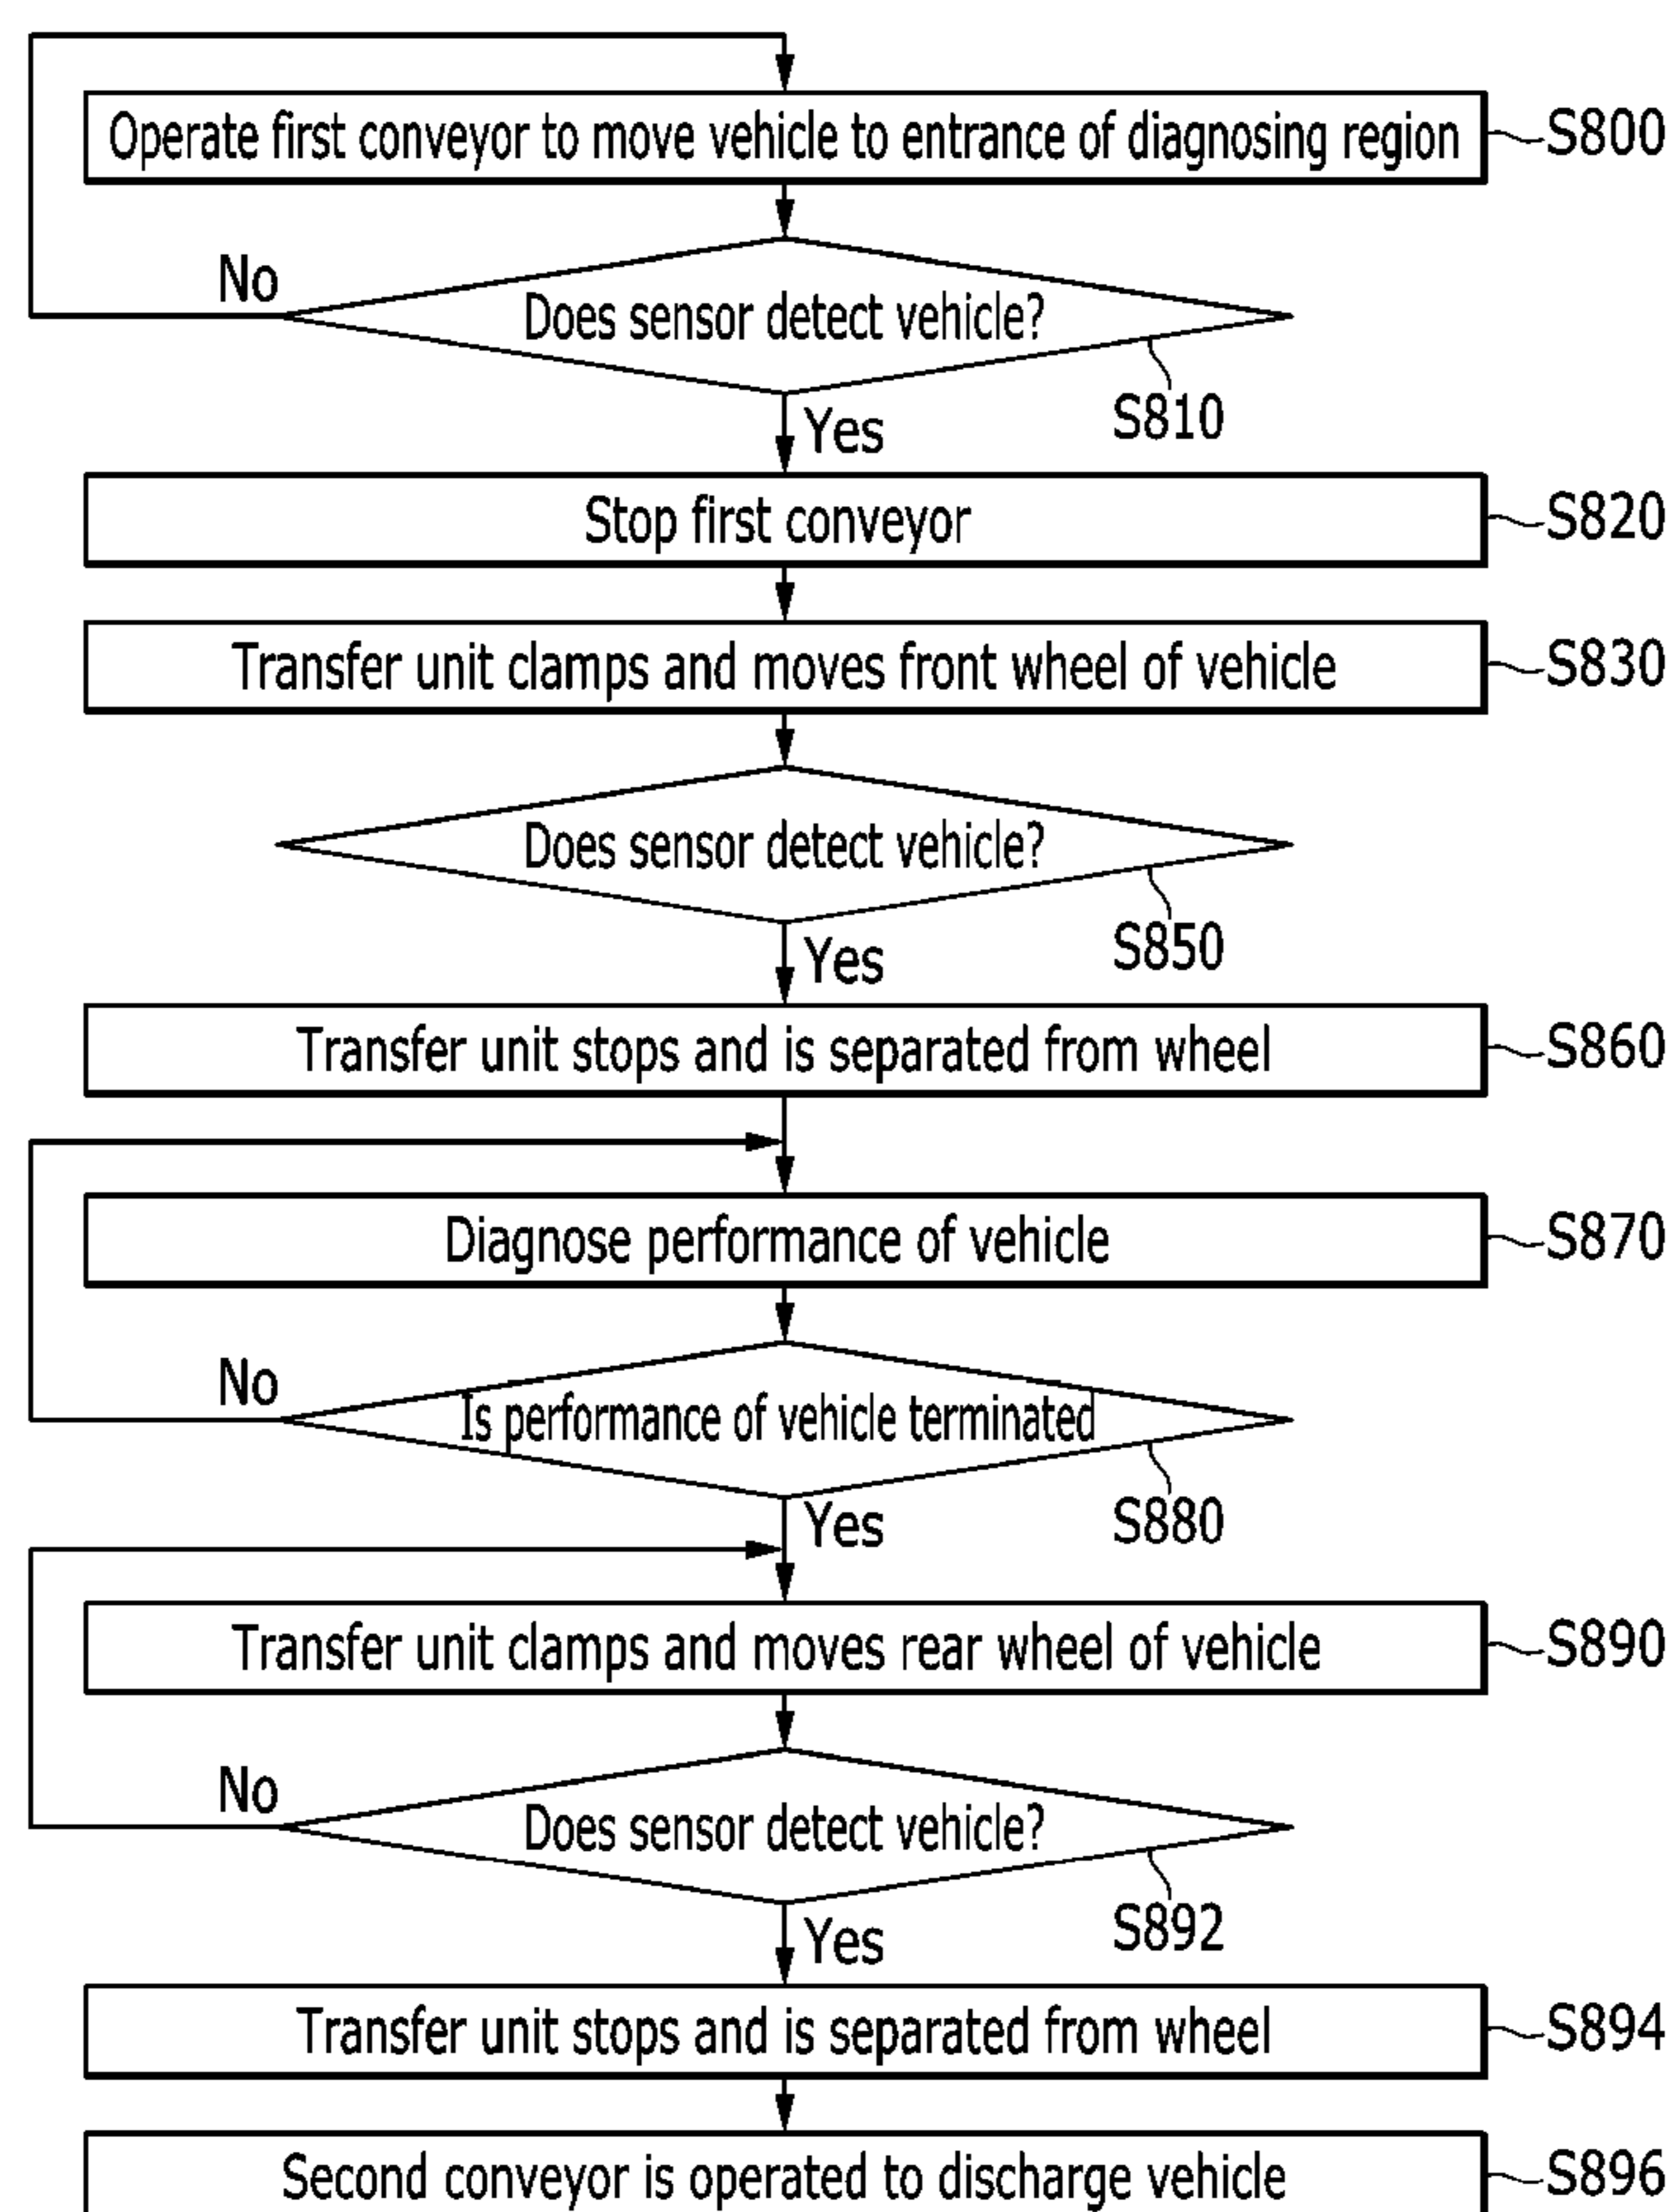 Operate first conveyor to move vehicle to entrance of diagnosing region
S800
No
Does sensor detect vehicle?
S810
Yes
Stop first conveyor
S820
Transfer unit clamps and moves front wheel of vehicle
S830
Does sensor detect vehicle?
S850
Yes
Transfer unit stops and is separated from wheel
S860
Diagnose performance of vehicle
S870
No
Is performance of vehicle terminated
S880
Yes
Transfer unit clamps and moves rear wheel of vehicle
S890
No
Does sensor detect vehicle?
S892
Yes
Transfer unit stops and is separated from wheel
S894
Second conveyor is operated to discharge vehicle
S896